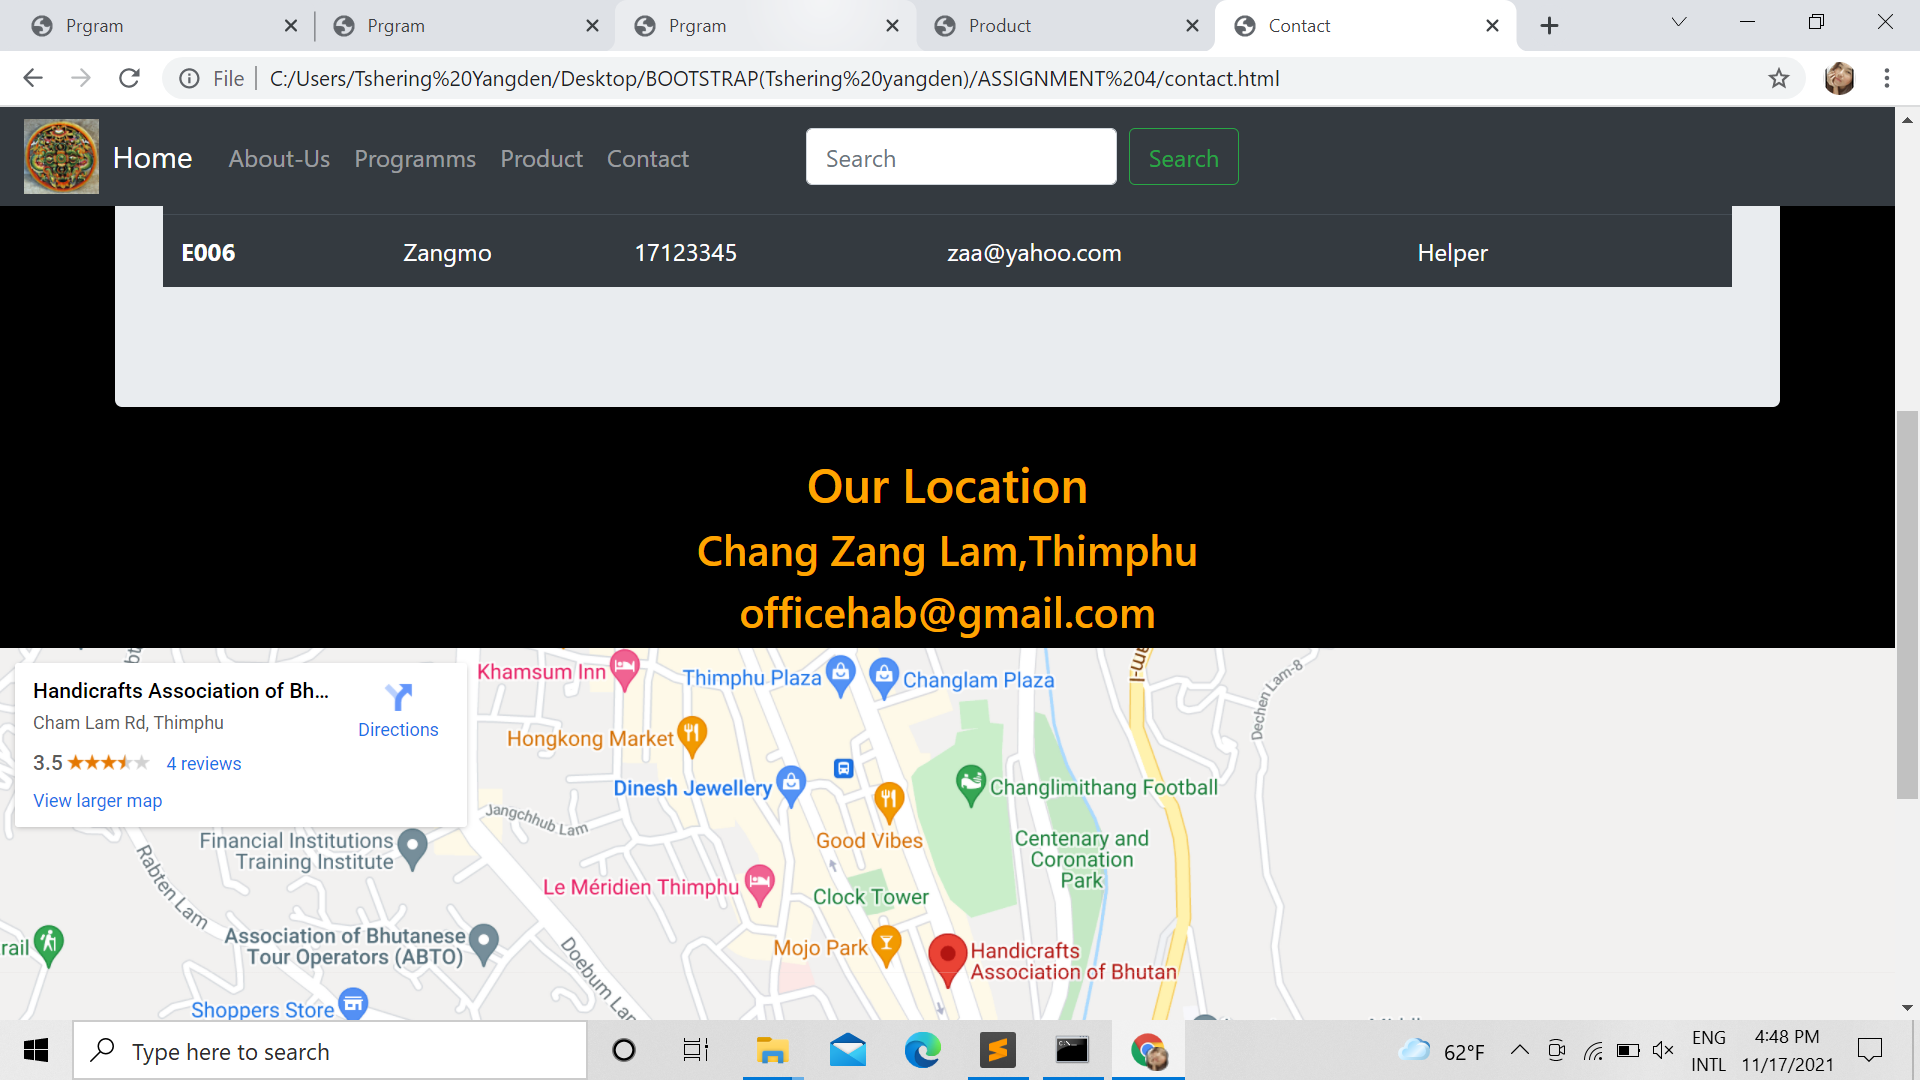 Prgram
Prgram
Prgram
Product
Contact
File
C:/Users/Tshering%20Yangden/Desktop/BOOTSTRAP(Tshering%20yangden)/ASSIGNMENT%204/contact.html
Home About-Us Programms Product Contact
Search
Search
E006 Zangmo 17123345 zaa@yahoo.com Helper
Our Location
Chang Zang Lam,Thimphu
officehab@gmail.com
Handicrafts Association of Bh...
Cham Lam Rd, Thimphu
3.5 4 reviews
View larger map
Directions
Khamsum Inn
Thimphu Plaza
Changlam Plaza
Dechen Lam-8
Hongkong Market
Dinesh Jewellery
Changlimithang Football
Jangchhub Lam
Good Vibes
Financial Institutions
Training Institute
Centenary and
Coronation
Park
Rabten Lam
Le Méridien Thimphu
Clock Tower
rail
Association of Bhutanese
Tour Operators (ABTO)
Doebum Lam
Mojo Park
Handicrafts
Association of Bhutan
Shoppers Store
Type here to search
62°F
ENG
INTL
4:48 PM
11/17/2021